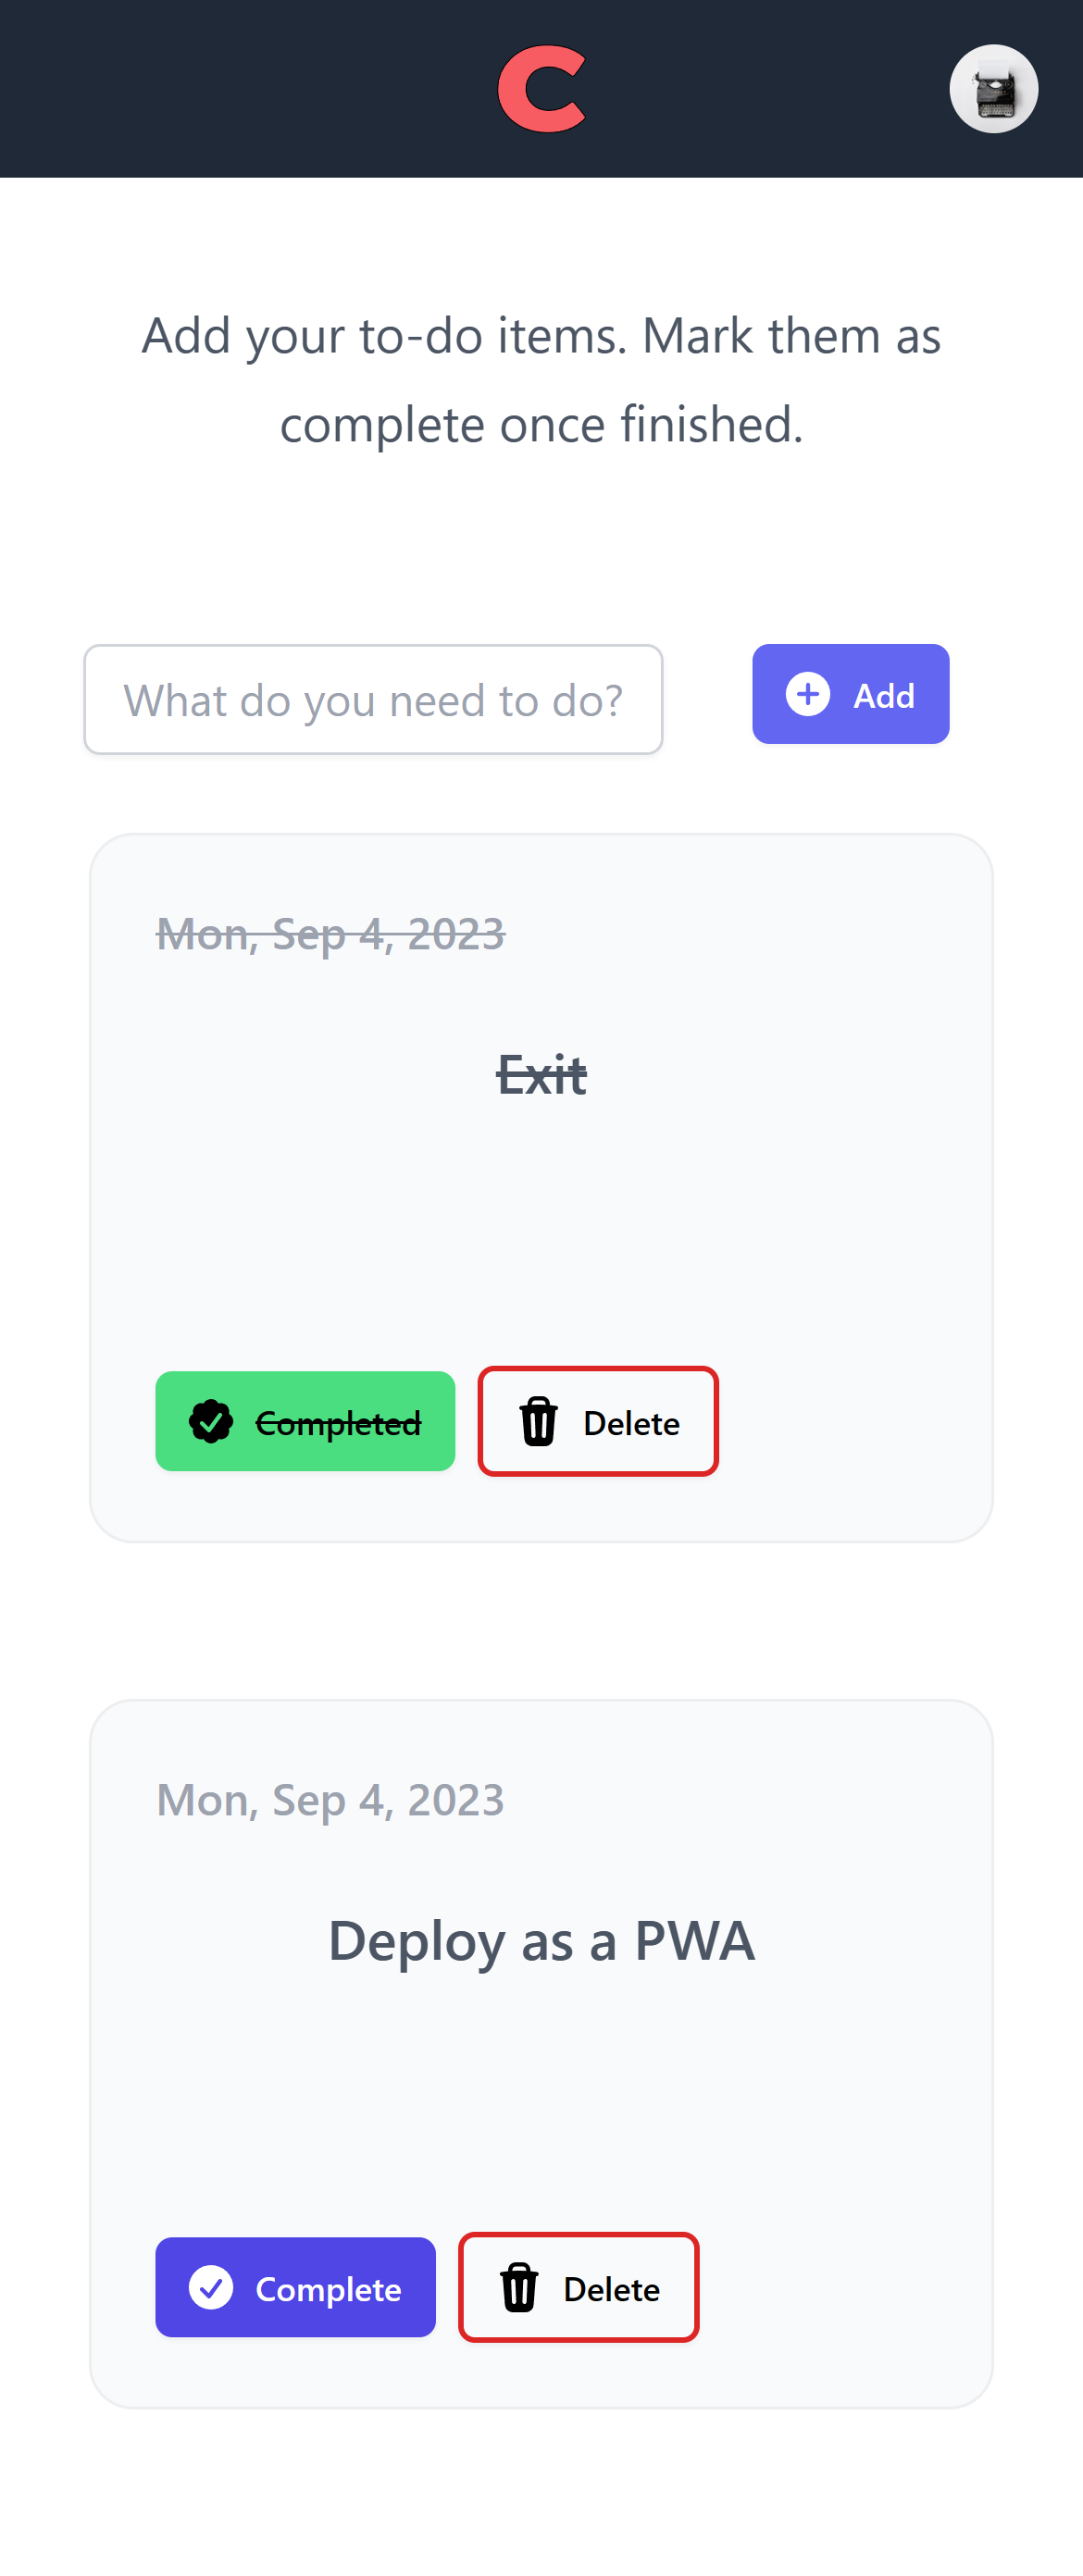 C
Add your to-do items. Mark them as
complete once finished.
What do you need to do?
Add
Mon, Sep 4, 2023
Exit
Completed
Delete
Mon, Sep 4, 2023
Deploy as a PWA
Complete
Delete